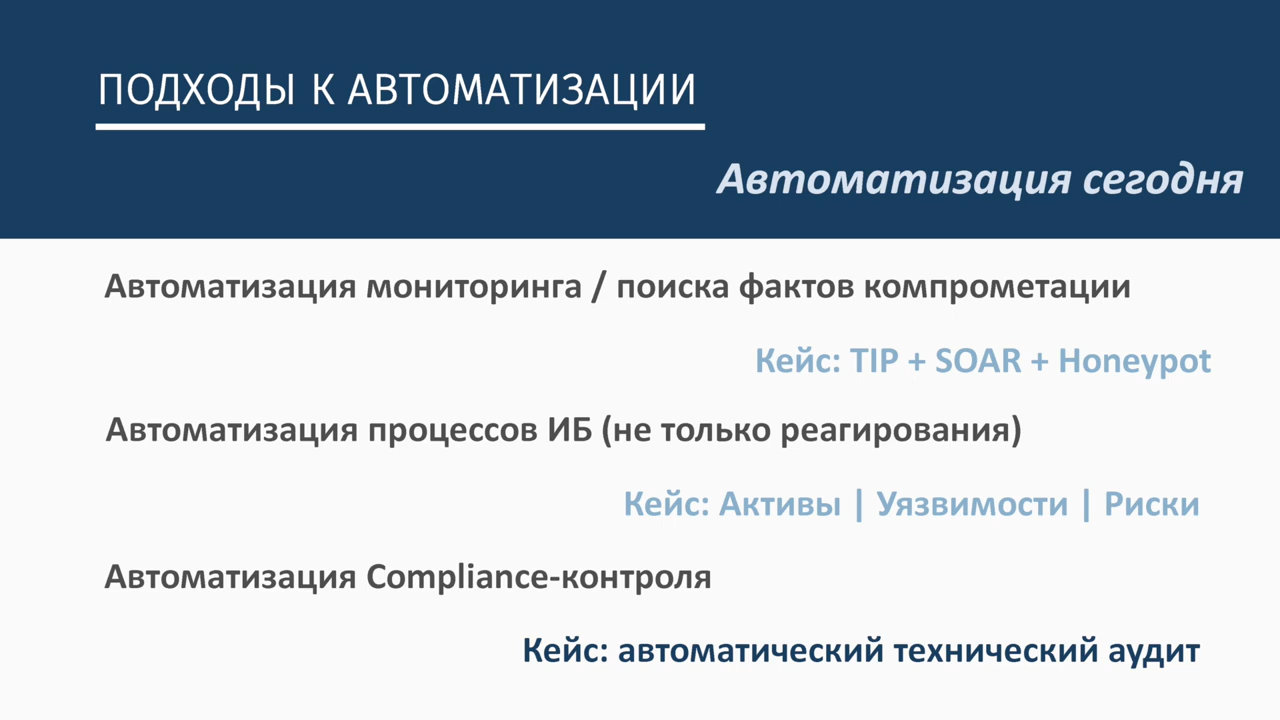 ПОДХОДЫ К АВТОМАТИЗАЦИИ
Автоматизация сегодня
Автоматизация мониторинга / поиска фактов компрометации
Кейс: TIP + SOAR + Honeypot
Автоматизация процессов ИБ (не только реагирования)
Кейс: Активы | Уязвимости | Риски
Автоматизация Compliance-контроля
Кейс: автоматический технический аудит